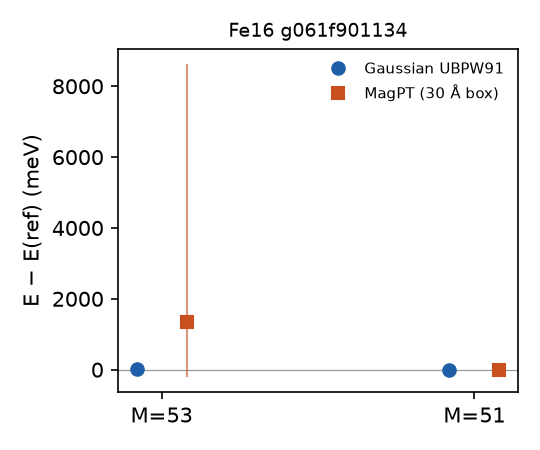 Fe16 g061f901134
Gaussian UBPW91
MagPT (30 Å box)
E − E(ref) (meV)
8000
6000
4000
2000
0
M=53
M=51